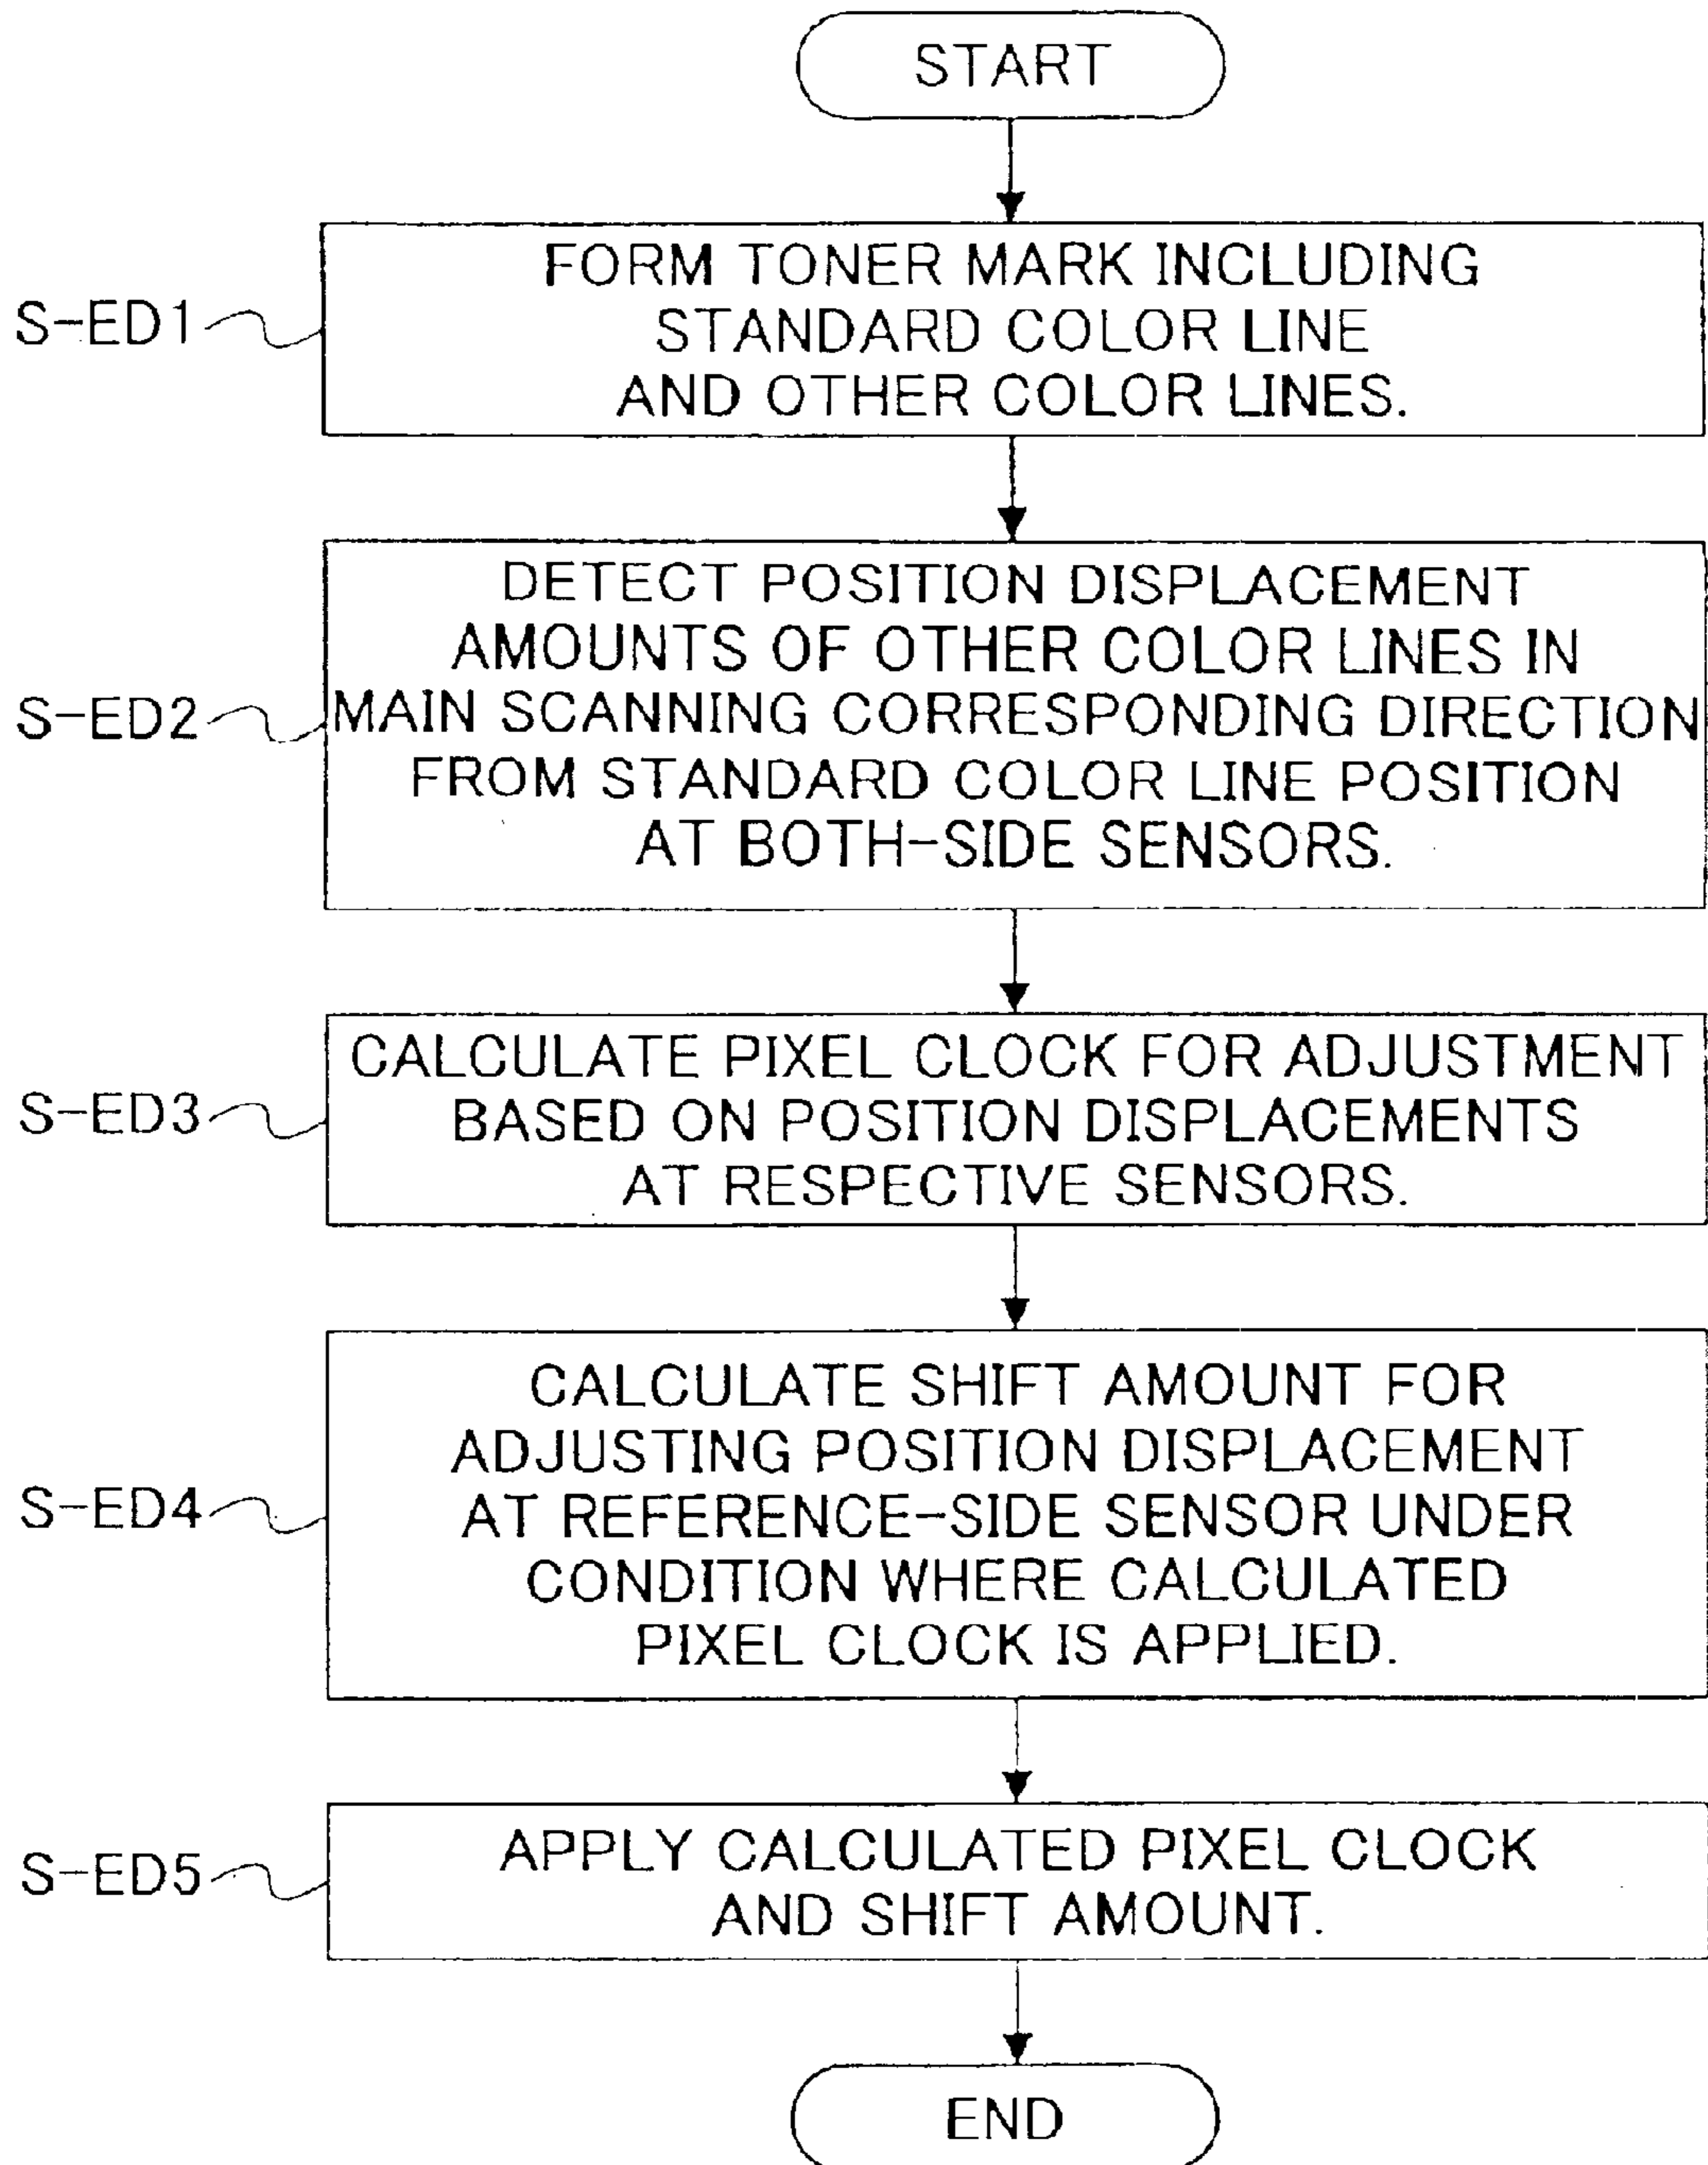 START
FORM TONER MARK INCLUDING
STANDARD COLOR LINE
AND OTHER COLOR LINES.
S-ED1
DETECT POSITION DISPLACEMENT
AMOUNTS OF OTHER COLOR LINES IN
MAIN SCANNING CORRESPONDING DIRECTION
FROM STANDARD COLOR LINE POSITION
AT BOTH-SIDE SENSORS.
S-ED2
CALCULATE PIXEL CLOCK FOR ADJUSTMENT
BASED ON POSITION DISPLACEMENTS
AT RESPECTIVE SENSORS.
S-ED3
CALCULATE SHIFT AMOUNT FOR
ADJUSTING POSITION DISPLACEMENT
AT REFERENCE-SIDE SENSOR UNDER
CONDITION WHERE CALCULATED
PIXEL CLOCK IS APPLIED.
S-ED4
APPLY CALCULATED PIXEL CLOCK
AND SHIFT AMOUNT.
S-ED5
END